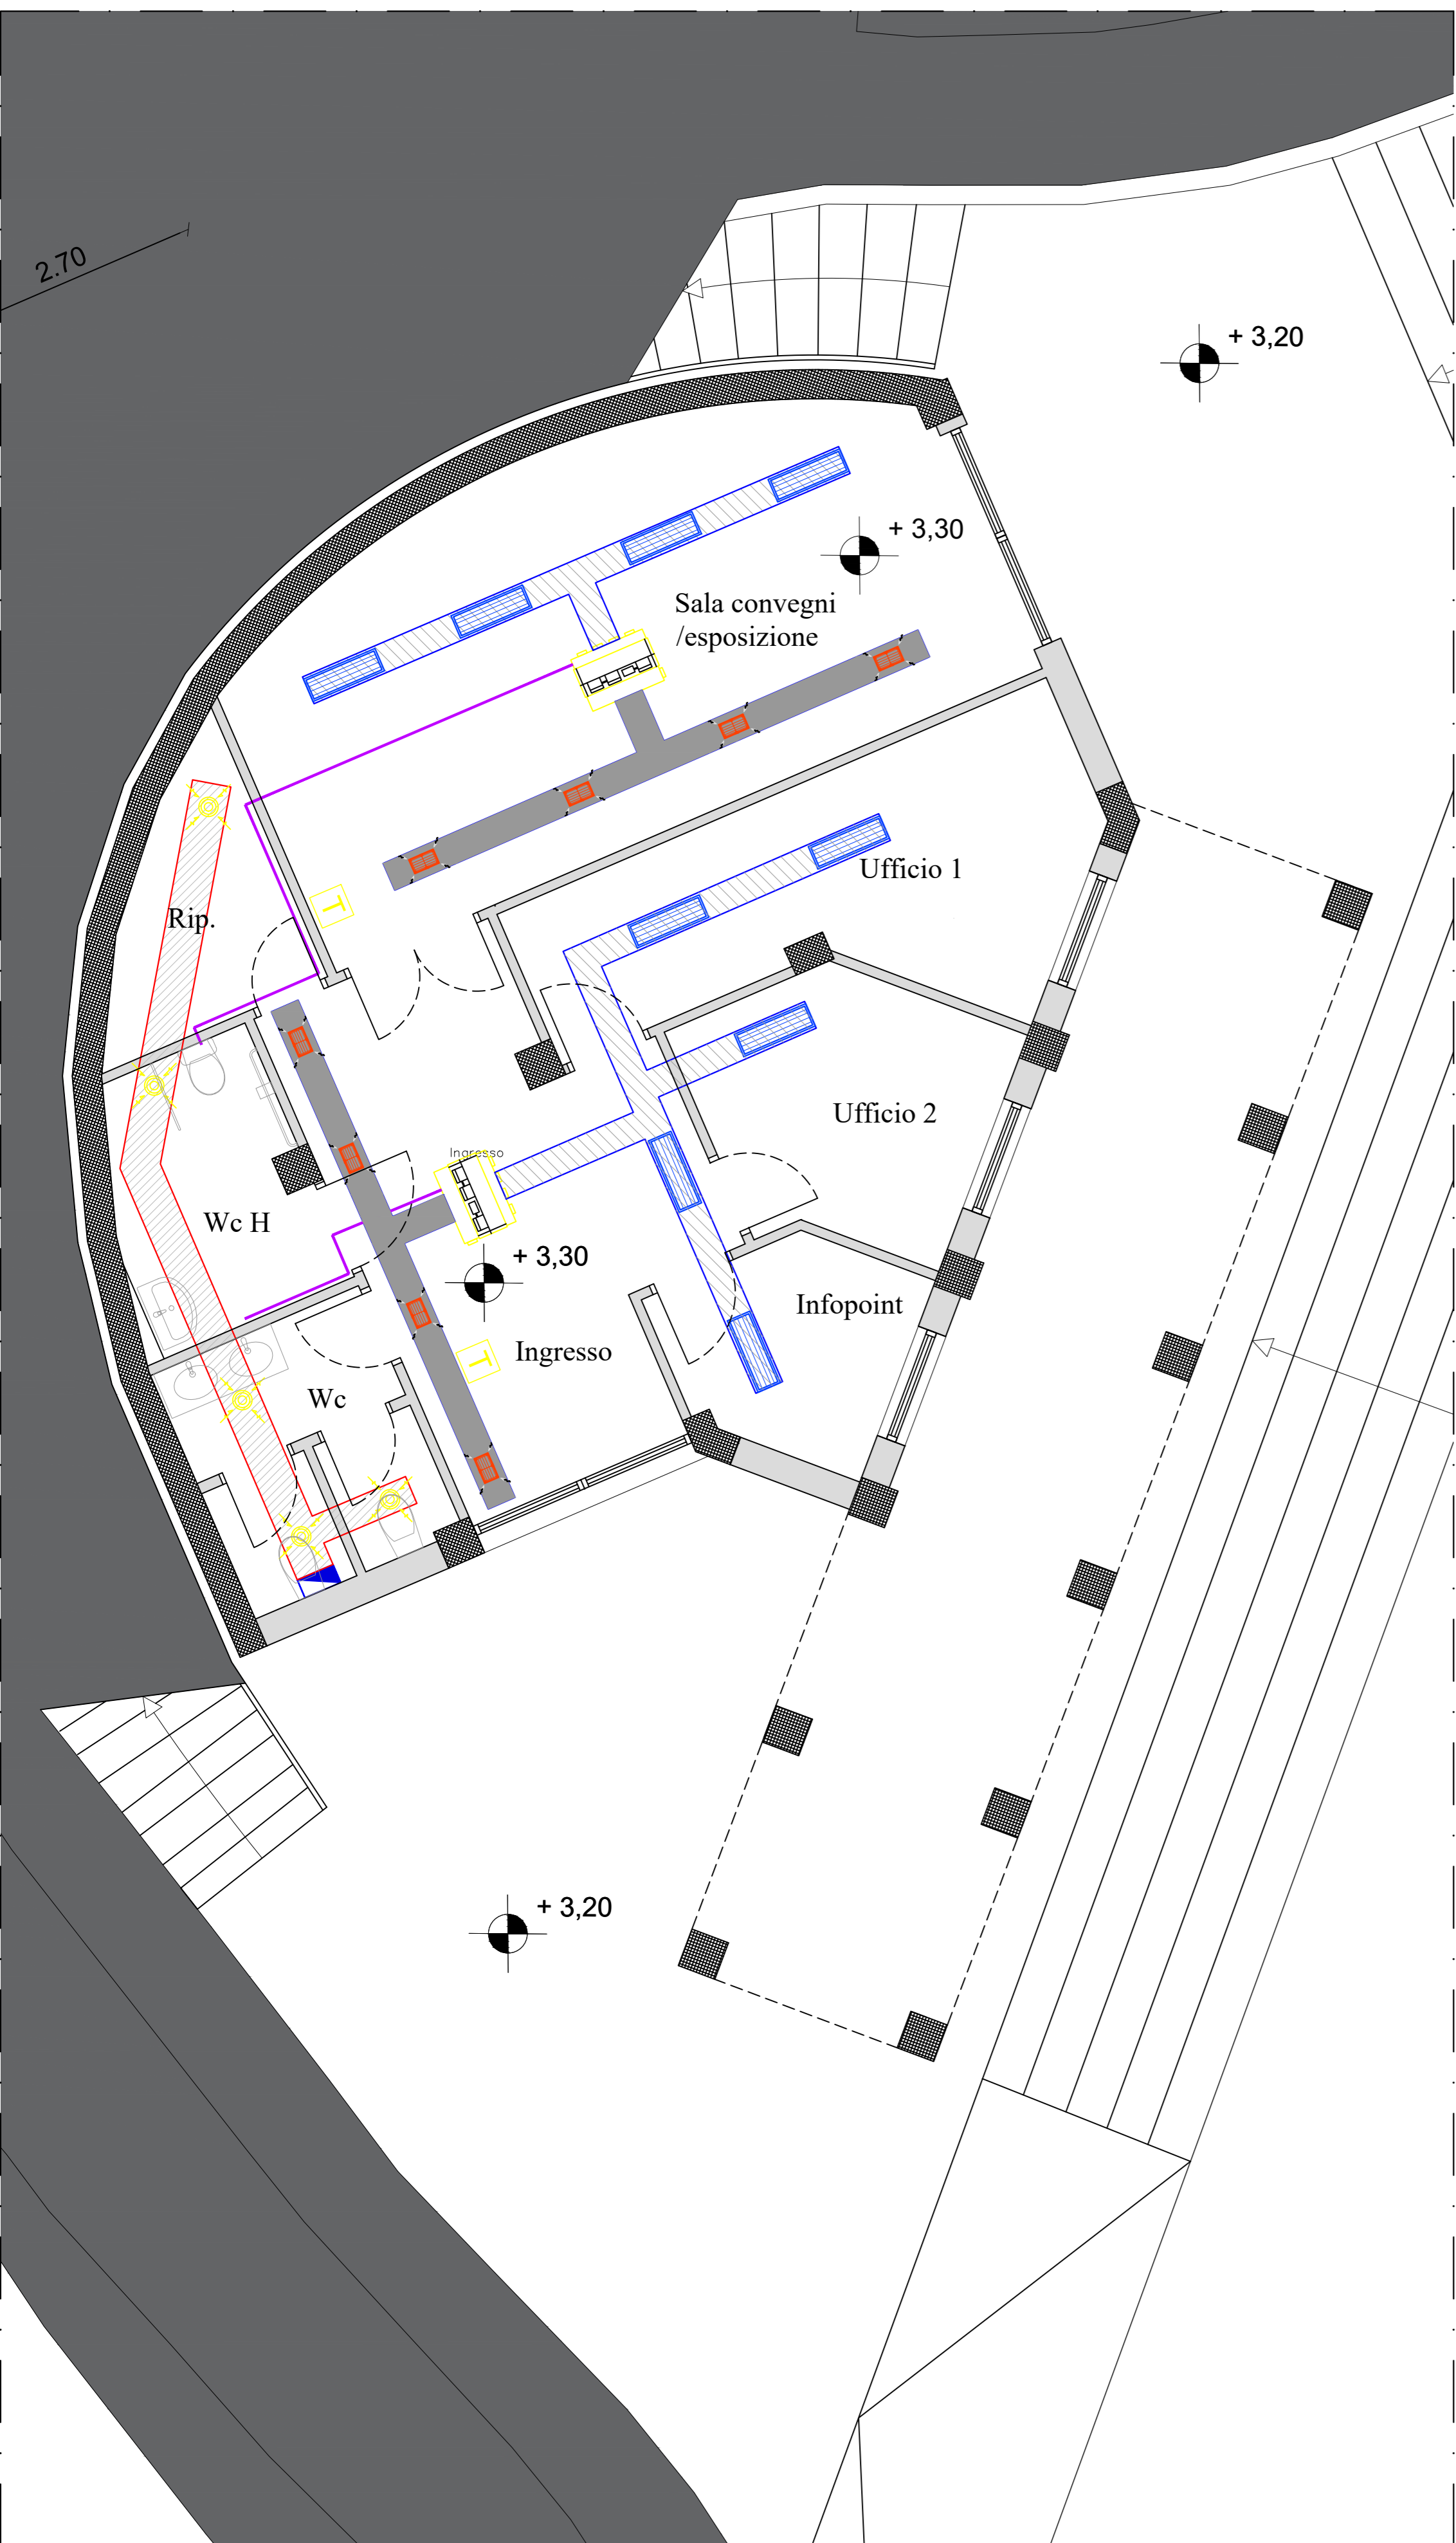 2.70
+ 3,20
+ 3,30
Sala convegni
/esposizione
Ufficio 1
T
Rip.
Ufficio 2
Ingresso
Wc H
+ 3,30
Infopoint
T
Ingresso
Wc
+ 3,20